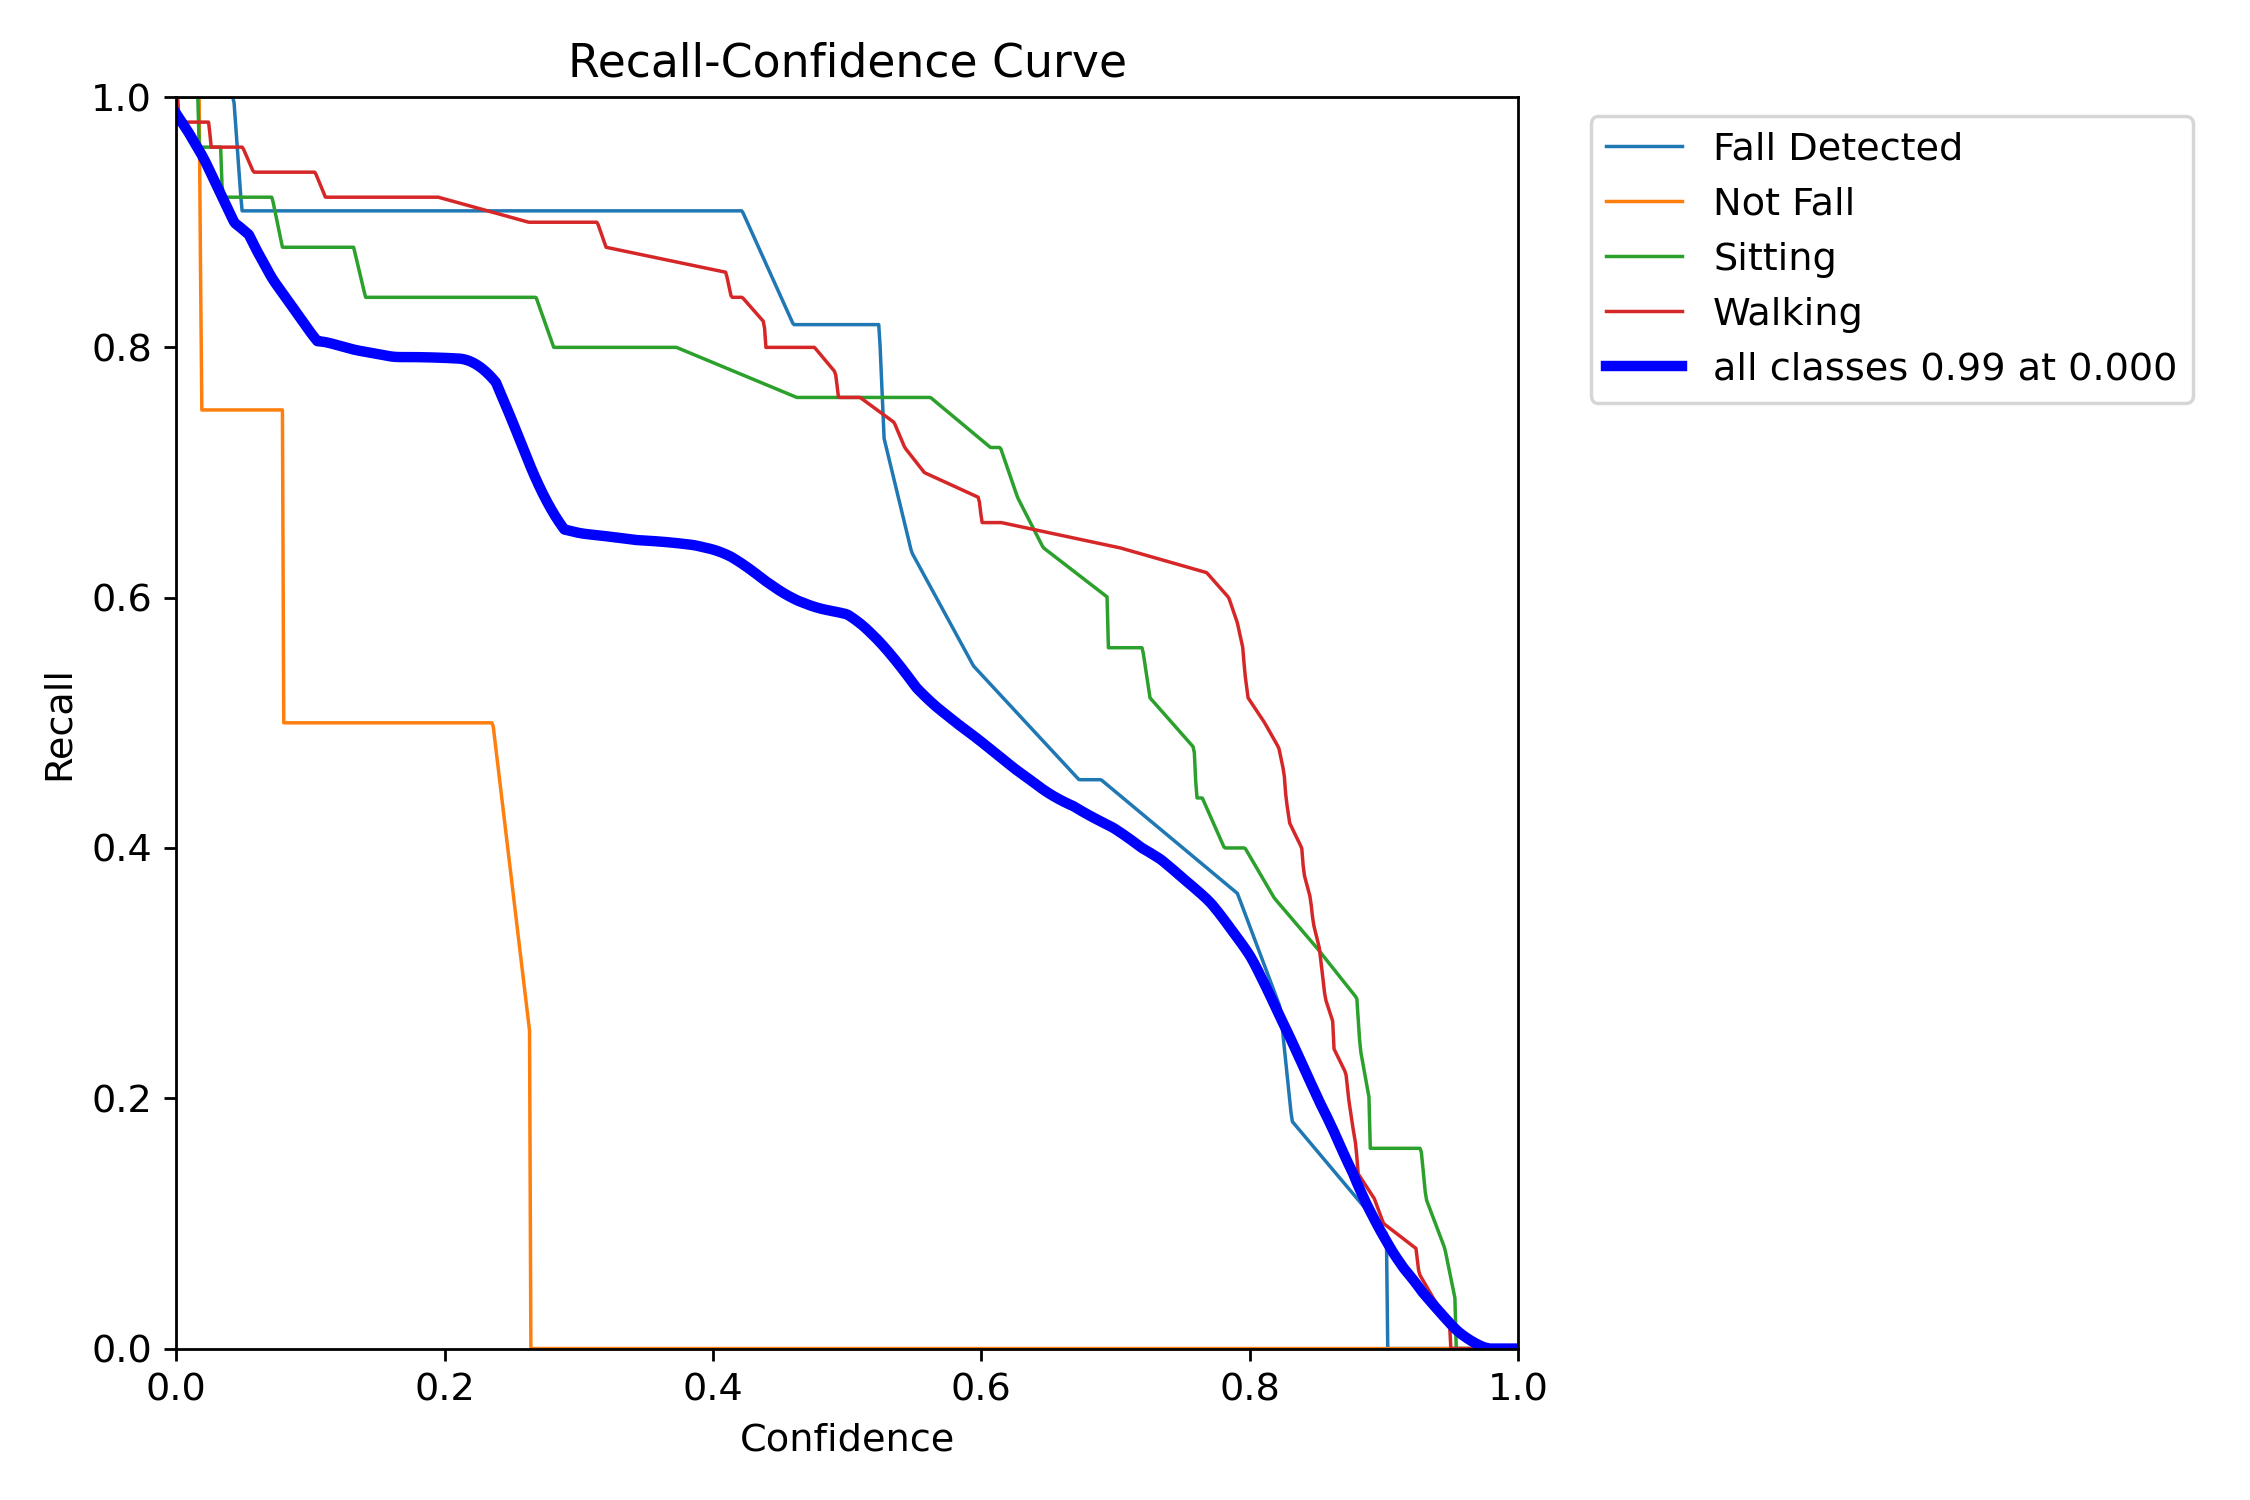 Recall-Confidence Curve
1.0
0.8
0.6
0.4
0.2
0.0
Recall
0.0 0.2 0.4 0.6 0.8 1.0
Confidence
Fall Detected
Not Fall
Sitting
Walking
all classes 0.99 at 0.000